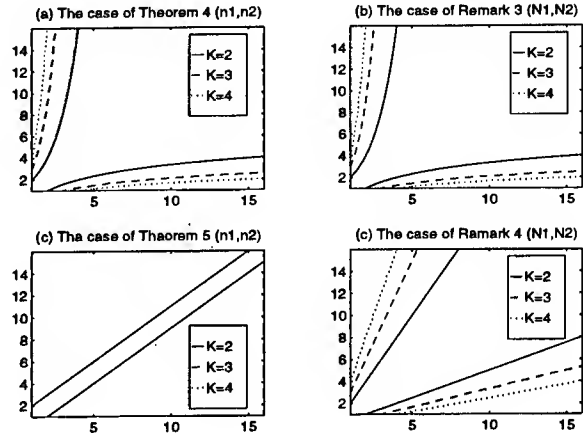 (a) The case of Theorem 4 (n1,n2)
16
14
12
10
8
6
4
2
5 10 15
K=2
K=3
K=4
(b) The case of Remark 3 (N1,N2)
16
14
12
10
8
6
4
2
5 10 15
K=2
K=3
K=4
(c) Tha case of Thaorem 5 (n1,n2)
14
12
10
8
6
4
2
5 10 15
K=2
K=3
K=4
(c) The case of Ramark 4 (N1,N2)
14
12
10
8
6
4
2
5 10 15
K=2
K=3
K=4